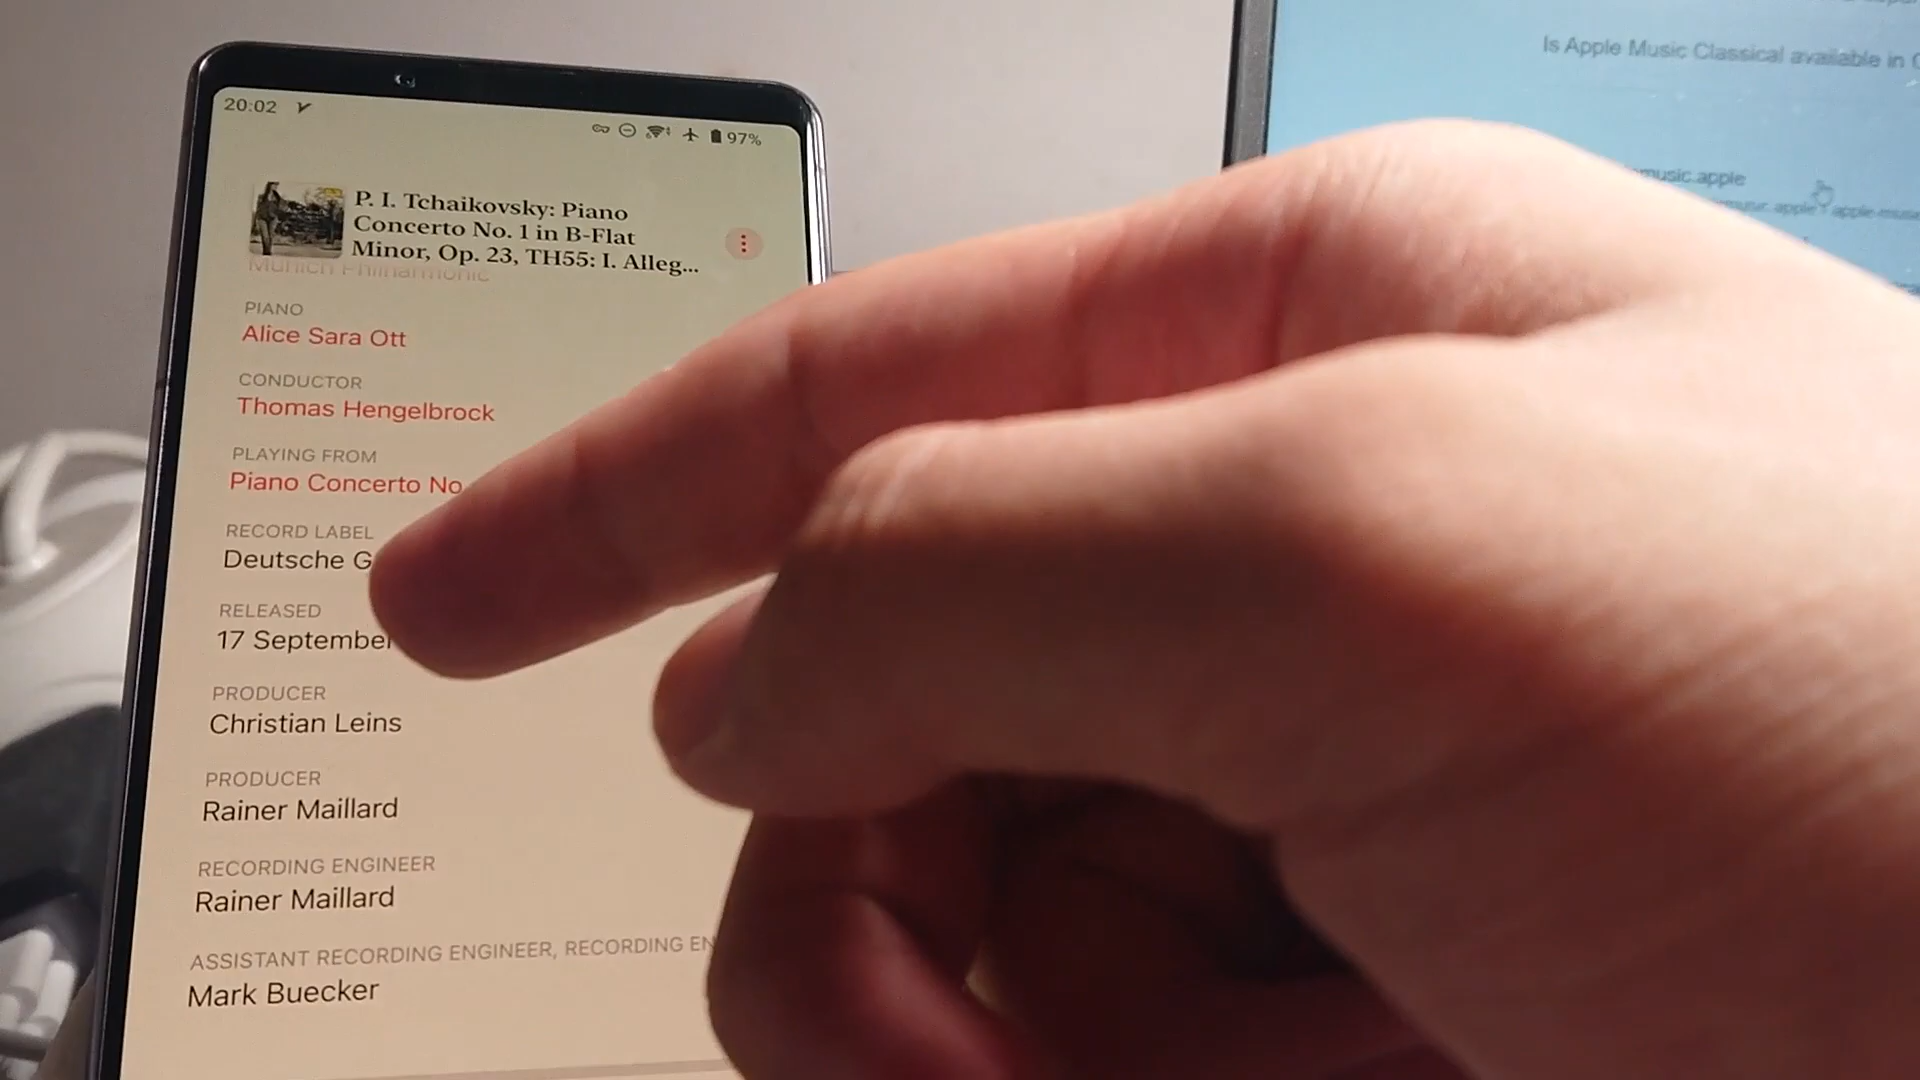 20:02
97%
P. I. Tchaikovsky: Piano
Concerto No. 1 in B-Flat
Minor, Op. 23, TH55: I. Alleg...
Munich Philharmonic
PIANO
Alice Sara Ott
CONDUCTOR
Thomas Hengelbrock
PLAYING FROM
Piano Concerto No
RECORD LABEL
Deutsche G
RELEASED
17 September
PRODUCER
Christian Leins
PRODUCER
Rainer Maillard
RECORDING ENGINEER
Rainer Maillard
ASSISTANT RECORDING ENGINEER, RECORDING EN
Mark Buecker
Is Apple Music Classical available in
music.apple